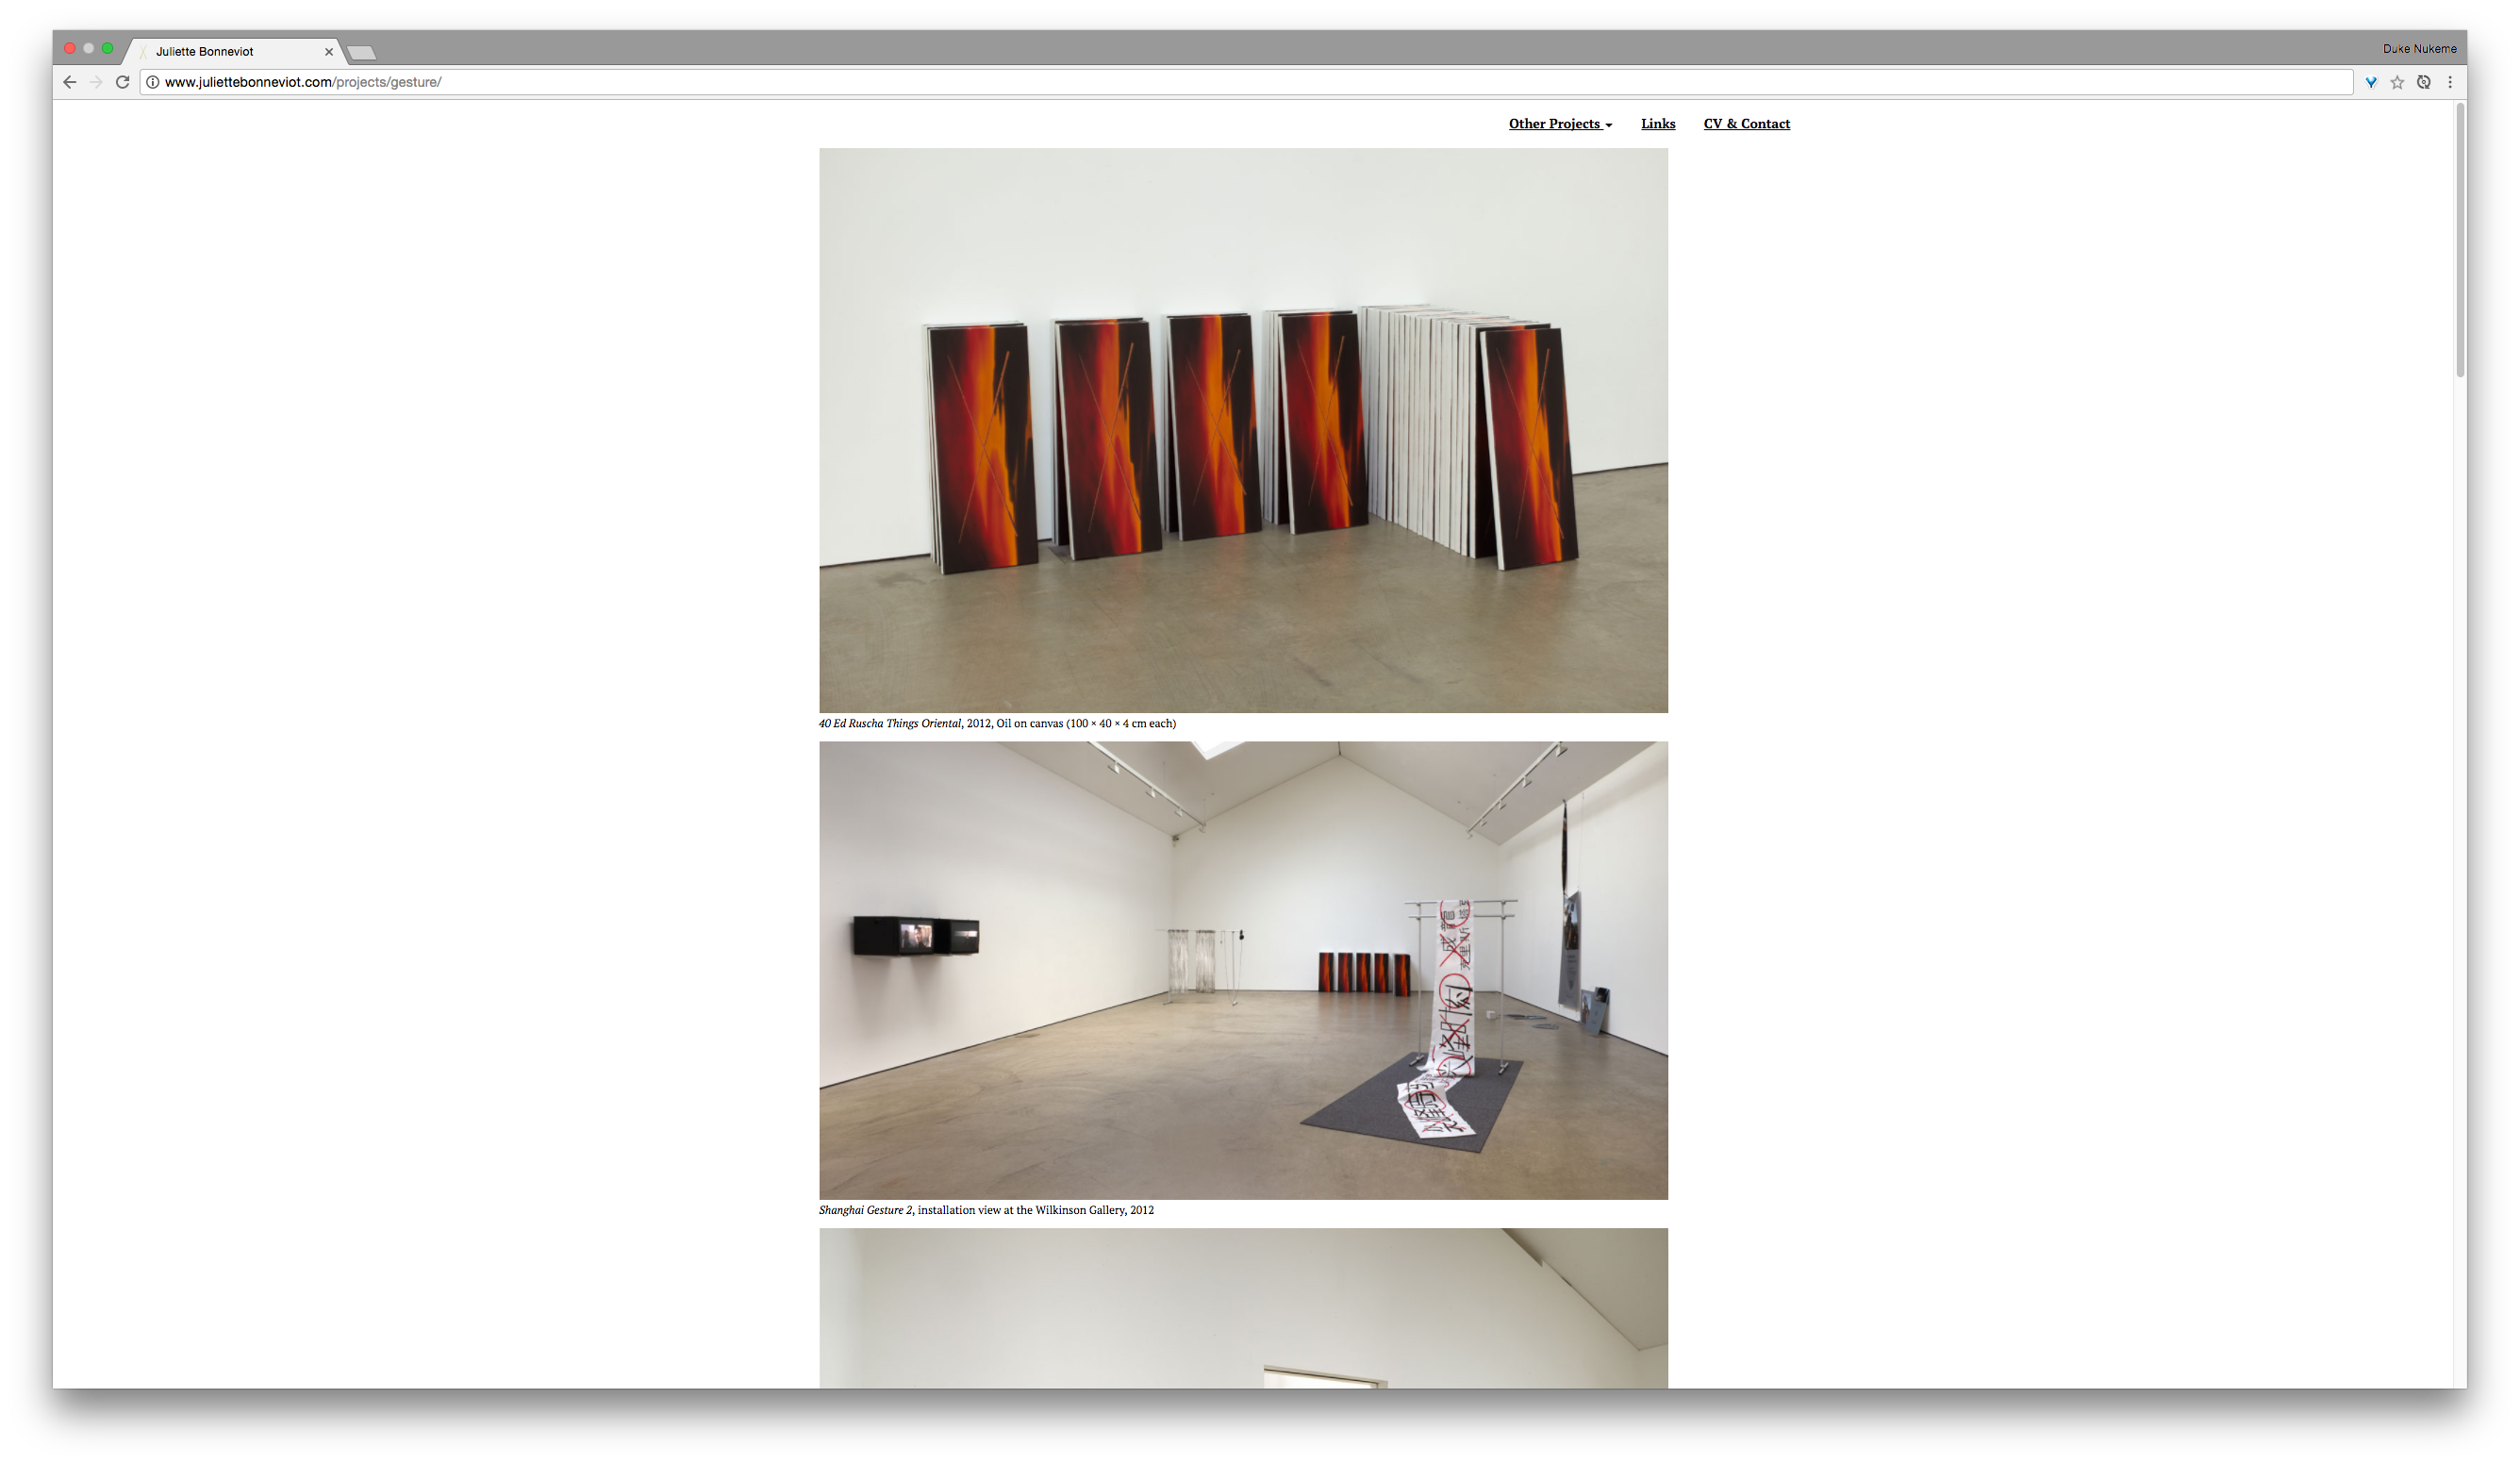 Juliette Bonneviot
Duke Nukeme
www.juliettebonneviot.com/projects/gesture/
Other Projects
Links
CV & Contact
40 Ed Ruscha Things Oriental, 2012, Oil on canvas (100 × 40 × 4 cm each)
Shanghai Gesture 2, installation view at the Wilkinson Gallery, 2012